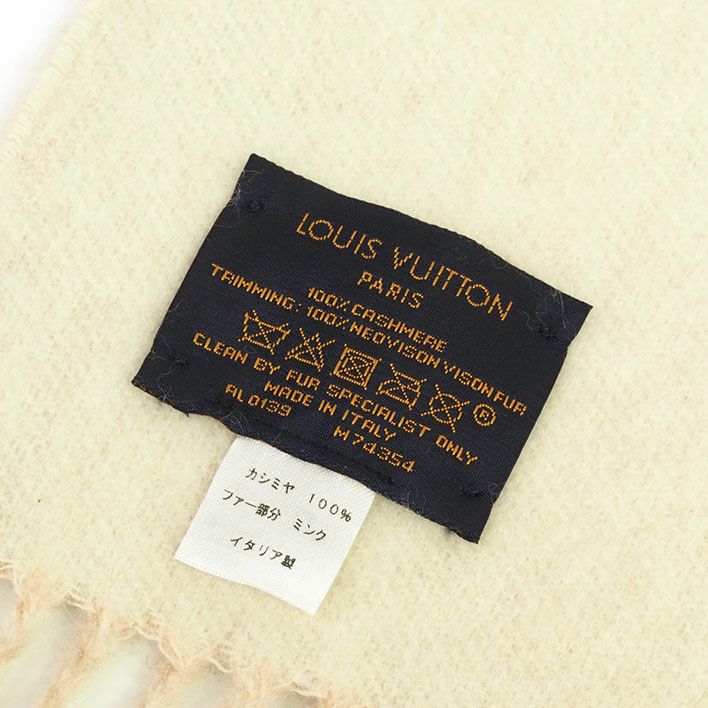 LOUIS VUITTON
PARIS
100% CASHMERE
TRIMMING: 100% NEOVISON VISON FUR
®
CLEAN BY FUR SPECIALIST ONLY
MADE IN ITALY
AL0139 M74354
カシミヤ 100%
ファー部分 ミンク
イタリア製